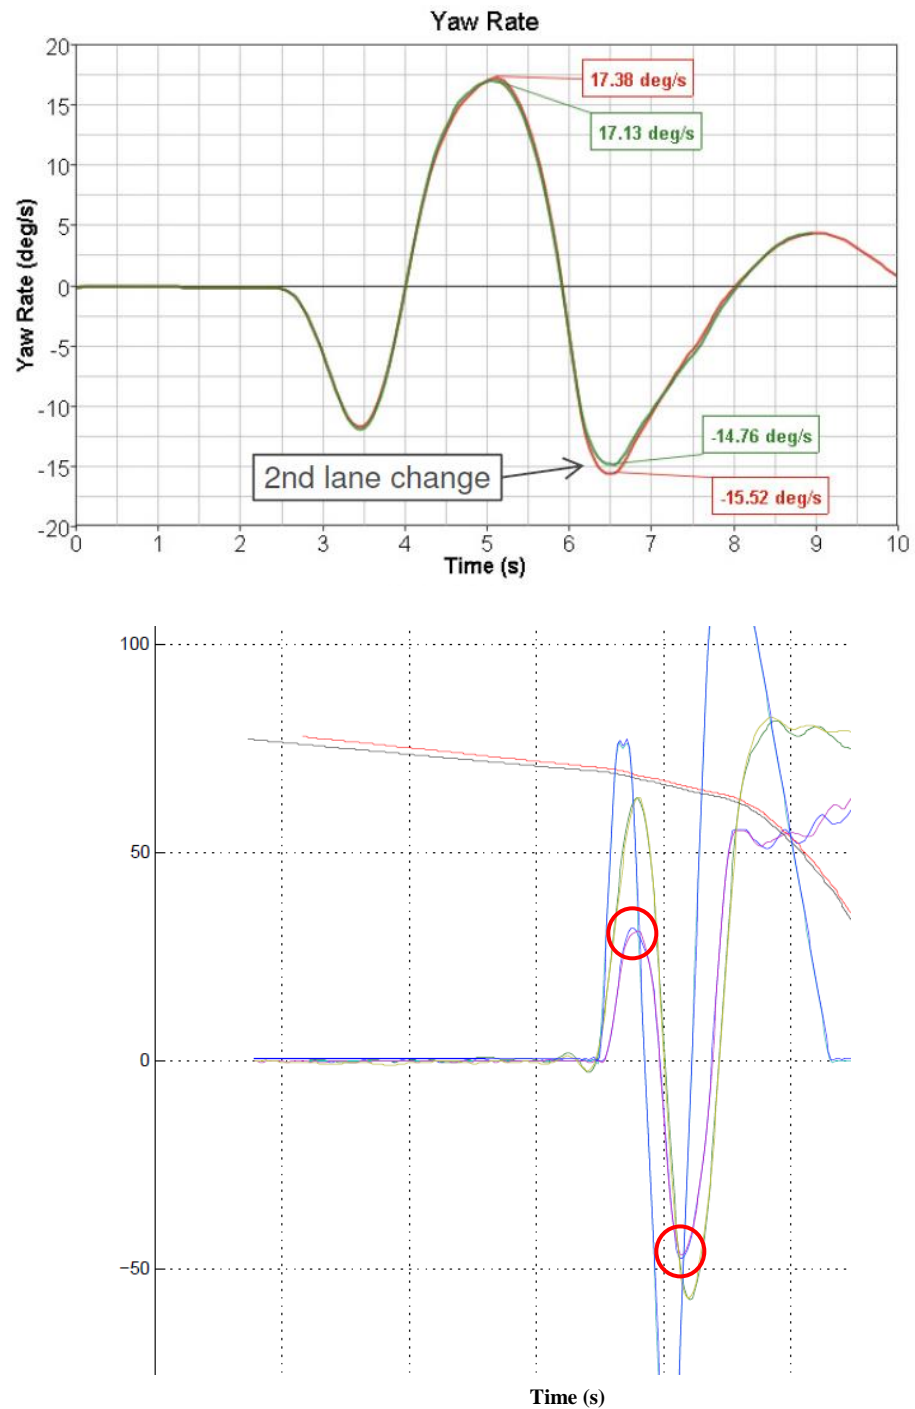 Yaw Rate
20
17.38 deg/s
15
17.13 deg/s
10
5
0
-5
-10
-14.76 deg/s
2nd lane change
-15
-15.52 deg/s
-20
Yaw Rate (deg/s)
0 1 2 3 4 5 6 7 8 9 10
Time (s)
100
50
0
−50
Time (s)